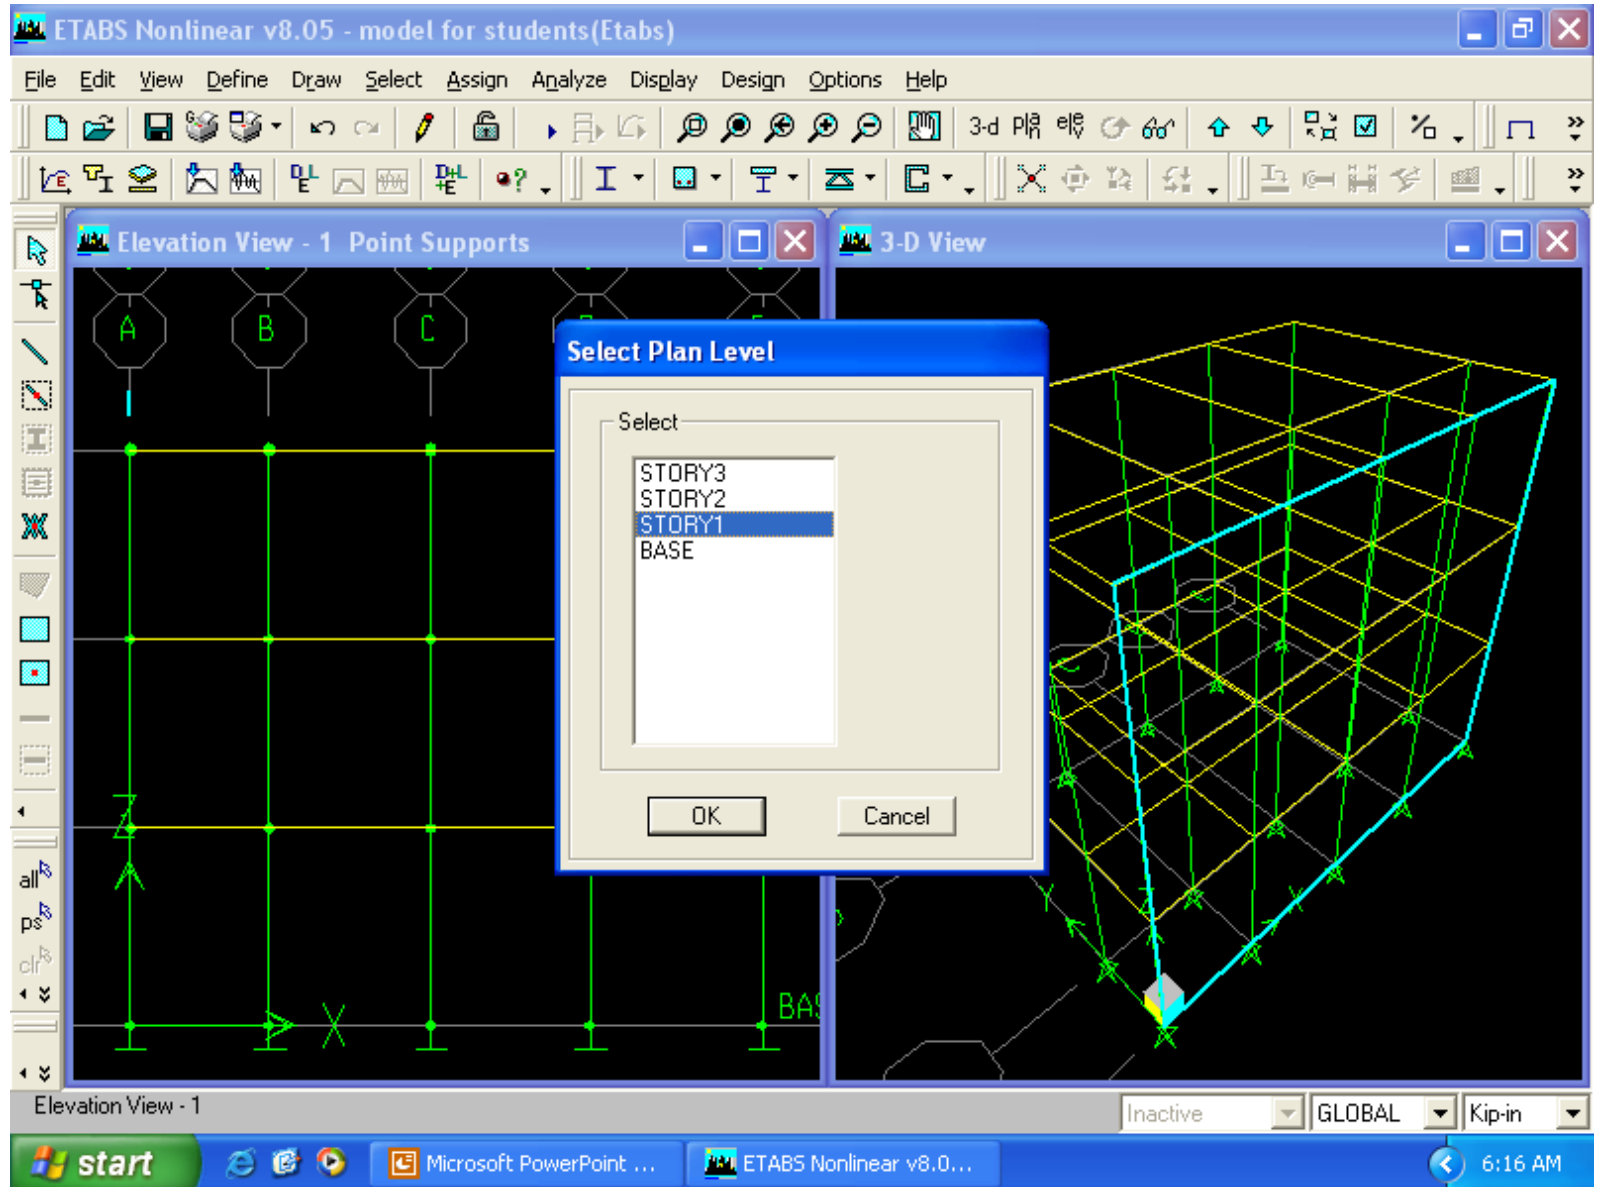 ETABS Nonlinear v8.05 - model for students(Etabs)
File Edit View Define Draw Select Assign Analyze Display Design Options Help
3-d
Elevation View - 1 Point Supports
3-D View
A B C
Select Plan Level
Select
STORY3
STORY2
STORY1
BASE
OK Cancel
all
ps
clr
Z
X
Y
X
Elevation View - 1
Inactive GLOBAL Kip-in
start Microsoft PowerPoint ... ETABS Nonlinear v8.0... 6:16 AM